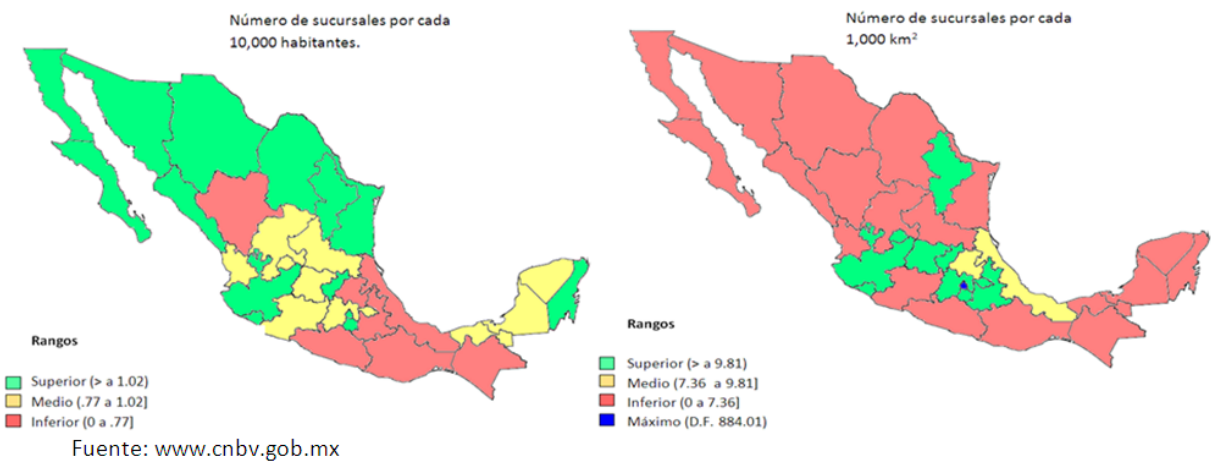 Número de sucursales por cada
10,000 habitantes.
Rangos
Superior (> a 1.02)
Medio (.77 a 1.02]
Inferior (0 a .77]
Número de sucursales por cada
1,000 km²
Rangos
Superior (> a 9.81)
Medio (7.36 a 9.81]
Inferior (0 a 7.36]
Máximo (D.F. 884.01)
Fuente: www.cnbv.gob.mx